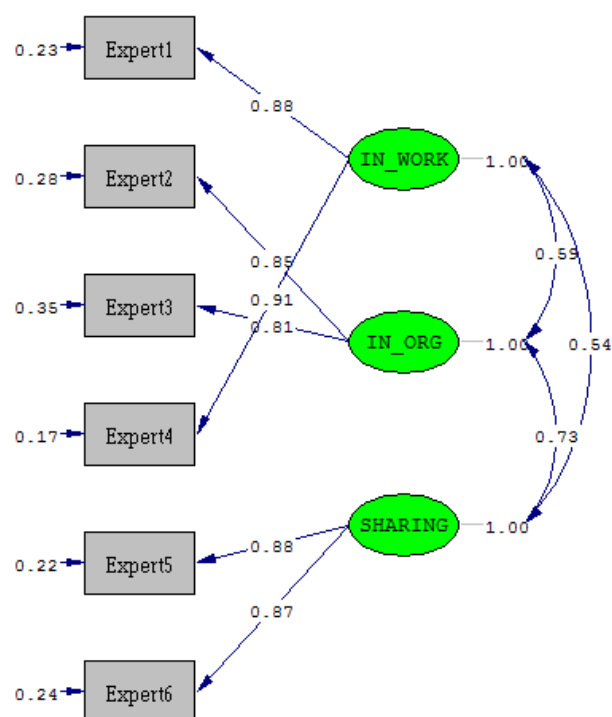 0.23
Expert1
0.88
0.28
Expert2
IN_WORK
1.00
0.85
0.59
0.35
Expert3
0.91
0.81
IN_ORG
1.00
0.54
0.17
Expert4
0.73
SHARING
1.00
0.22
Expert5
0.88
0.87
0.24
Expert6